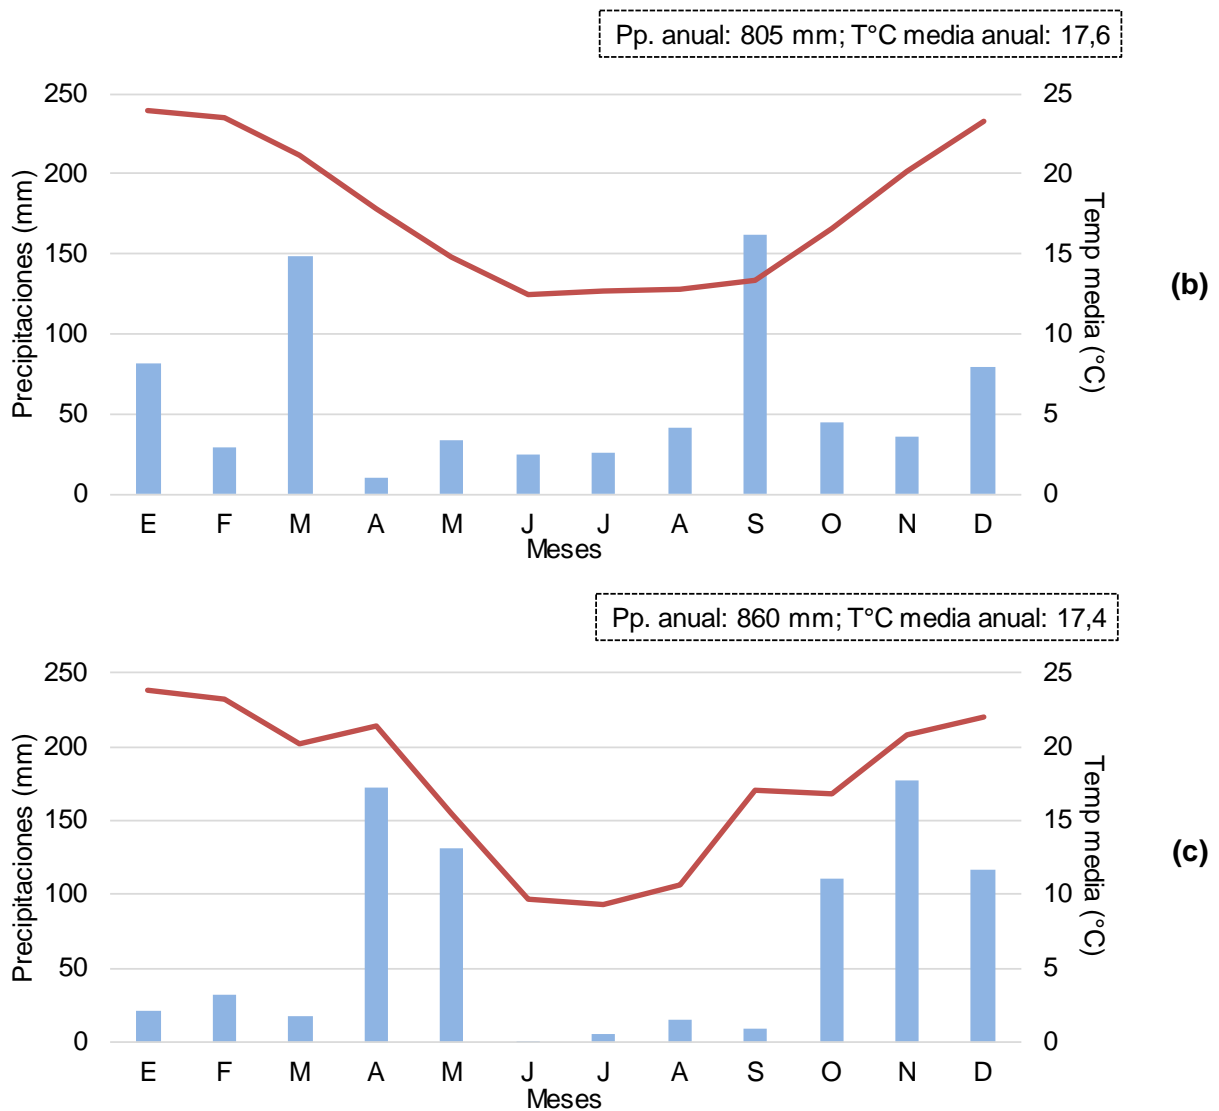 Pp. anual: 805 mm; T°C media anual: 17,6
250
200
150
100
50
0
Precipitaciones (mm)
25
20
15
10
5
0
Temp media (°C)
E F M A M J J A S O N D
Meses
(b)
Pp. anual: 860 mm; T°C media anual: 17,4
250
200
150
100
50
0
Precipitaciones (mm)
25
20
15
10
5
0
Temp media (°C)
E F M A M J J A S O N D
Meses
(c)